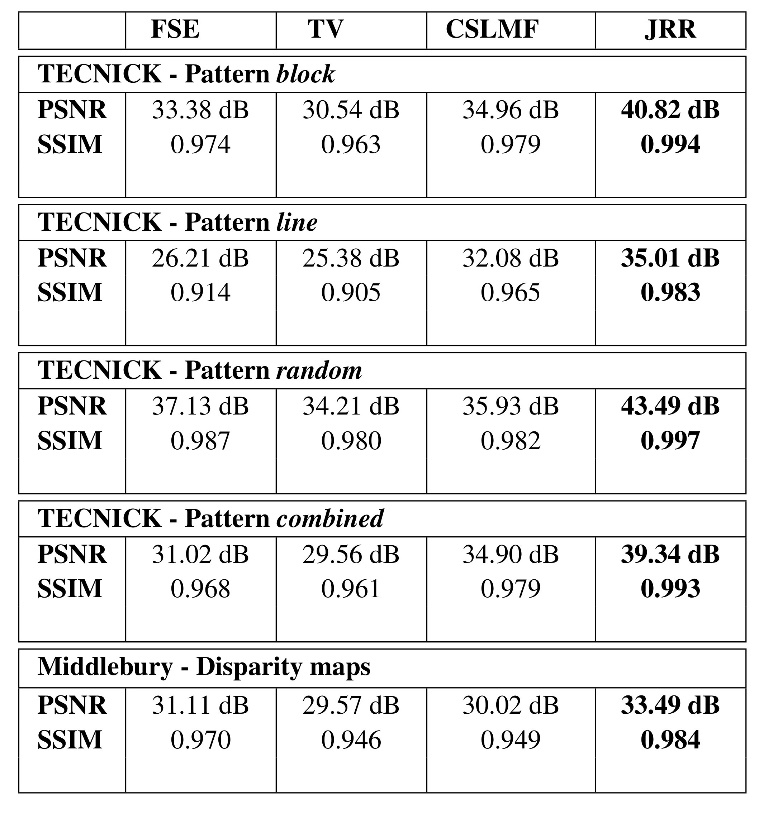 FSE TV CSLMF JRR
TECNICK - Pattern block
PSNR 33.38 dB 30.54 dB 34.96 dB 40.82 dB
SSIM 0.974 0.963 0.979 0.994
TECNICK - Pattern line
PSNR 26.21 dB 25.38 dB 32.08 dB 35.01 dB
SSIM 0.914 0.905 0.965 0.983
TECNICK - Pattern random
PSNR 37.13 dB 34.21 dB 35.93 dB 43.49 dB
SSIM 0.987 0.980 0.982 0.997
TECNICK - Pattern combined
PSNR 31.02 dB 29.56 dB 34.90 dB 39.34 dB
SSIM 0.968 0.961 0.979 0.993
Middlebury - Disparity maps
PSNR 31.11 dB 29.57 dB 30.02 dB 33.49 dB
SSIM 0.970 0.946 0.949 0.984